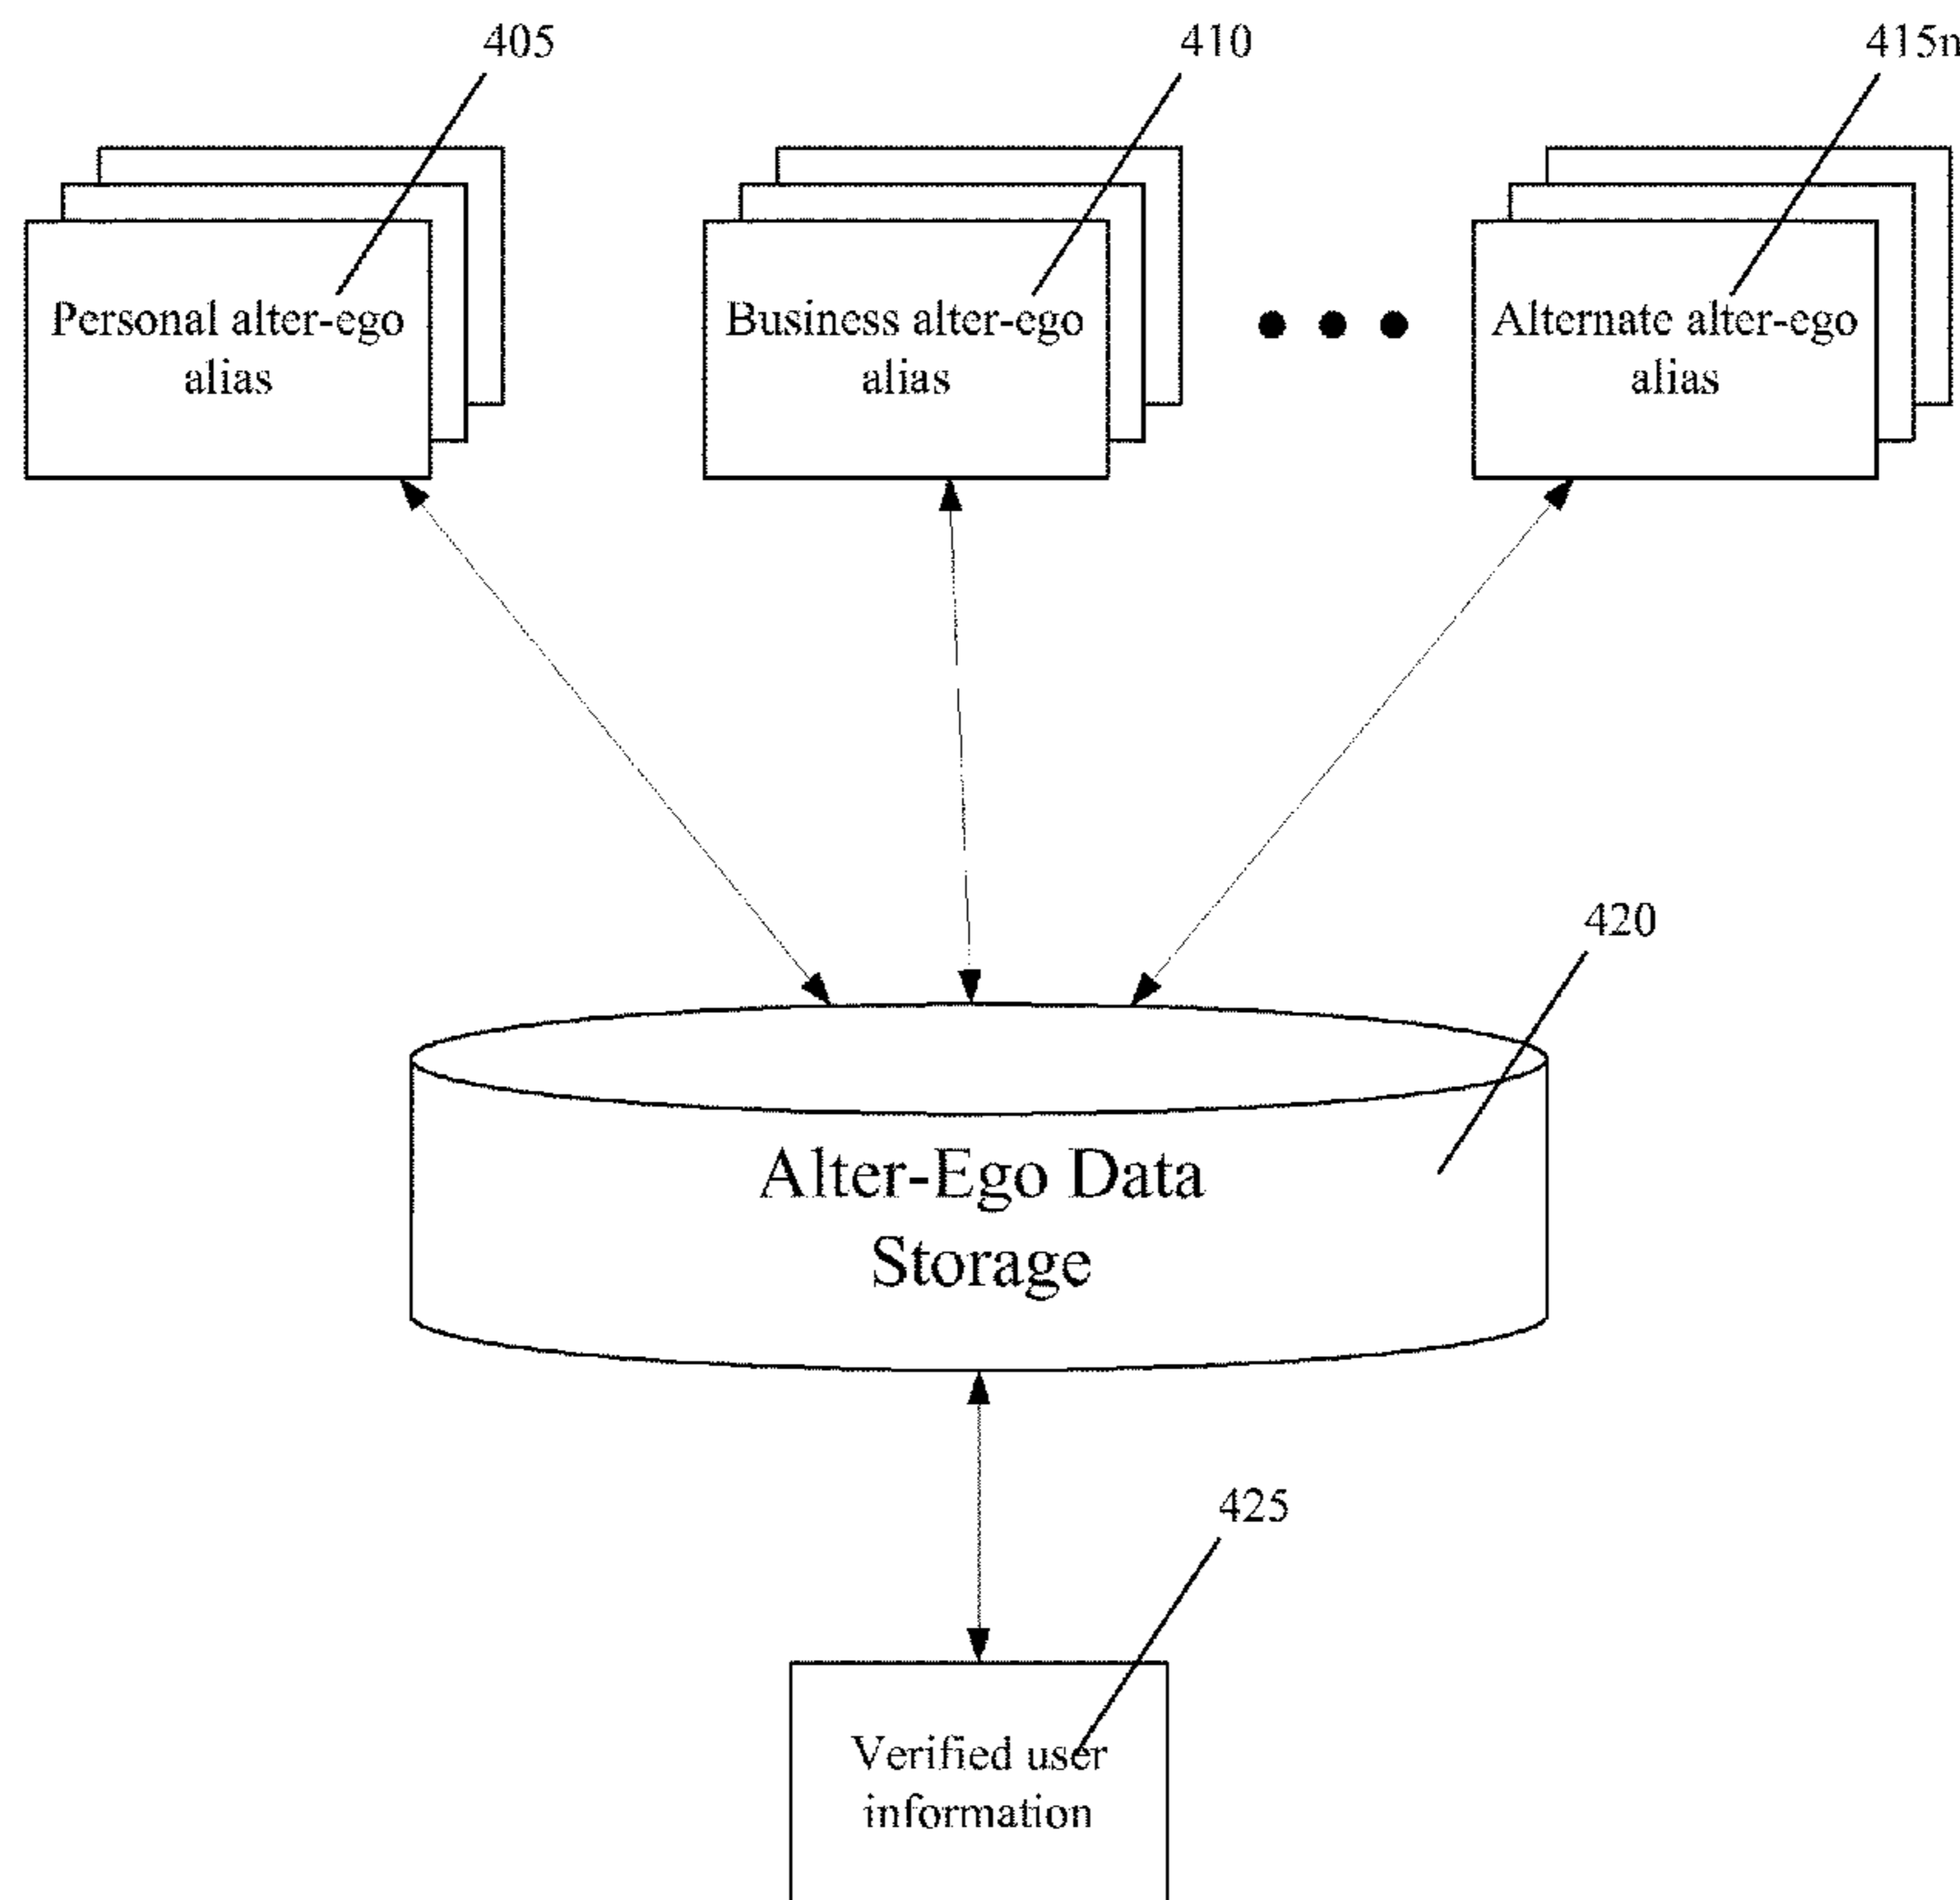 405
410
415n
Personal alter-ego
alias
Business alter-ego
alias
Alternate alter-ego
alias
420
Alter-Ego Data
Storage
425
Verified user
information